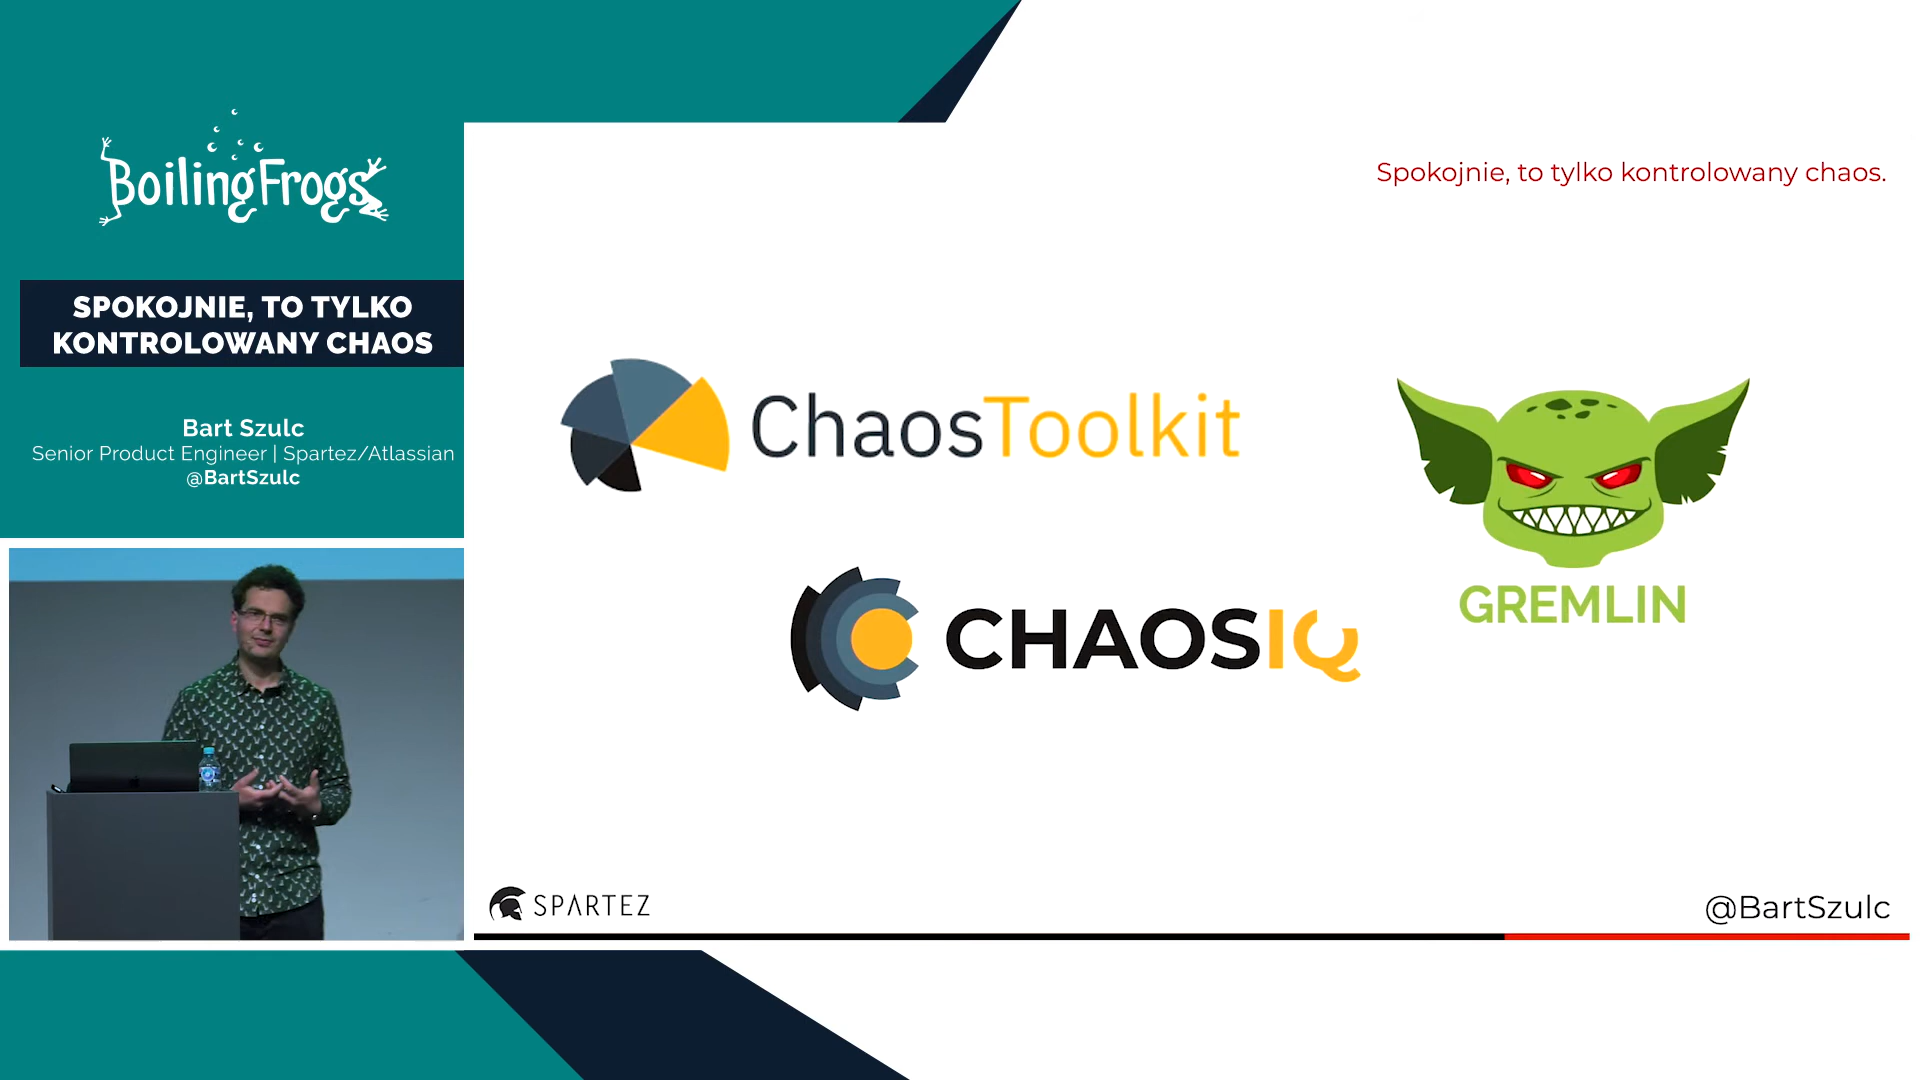 BoilingFrogs
SPOKOJNIE, TO TYLKO
KONTROLOWANY CHAOS
Bart Szulc
Senior Product Engineer | Spartez/Atlassian
@BartSzulc
Spokojnie, to tylko kontrolowany chaos.
ChaosToolkit
GREMLIN
CHAOSIQ
SPARTEZ
@BartSzulc